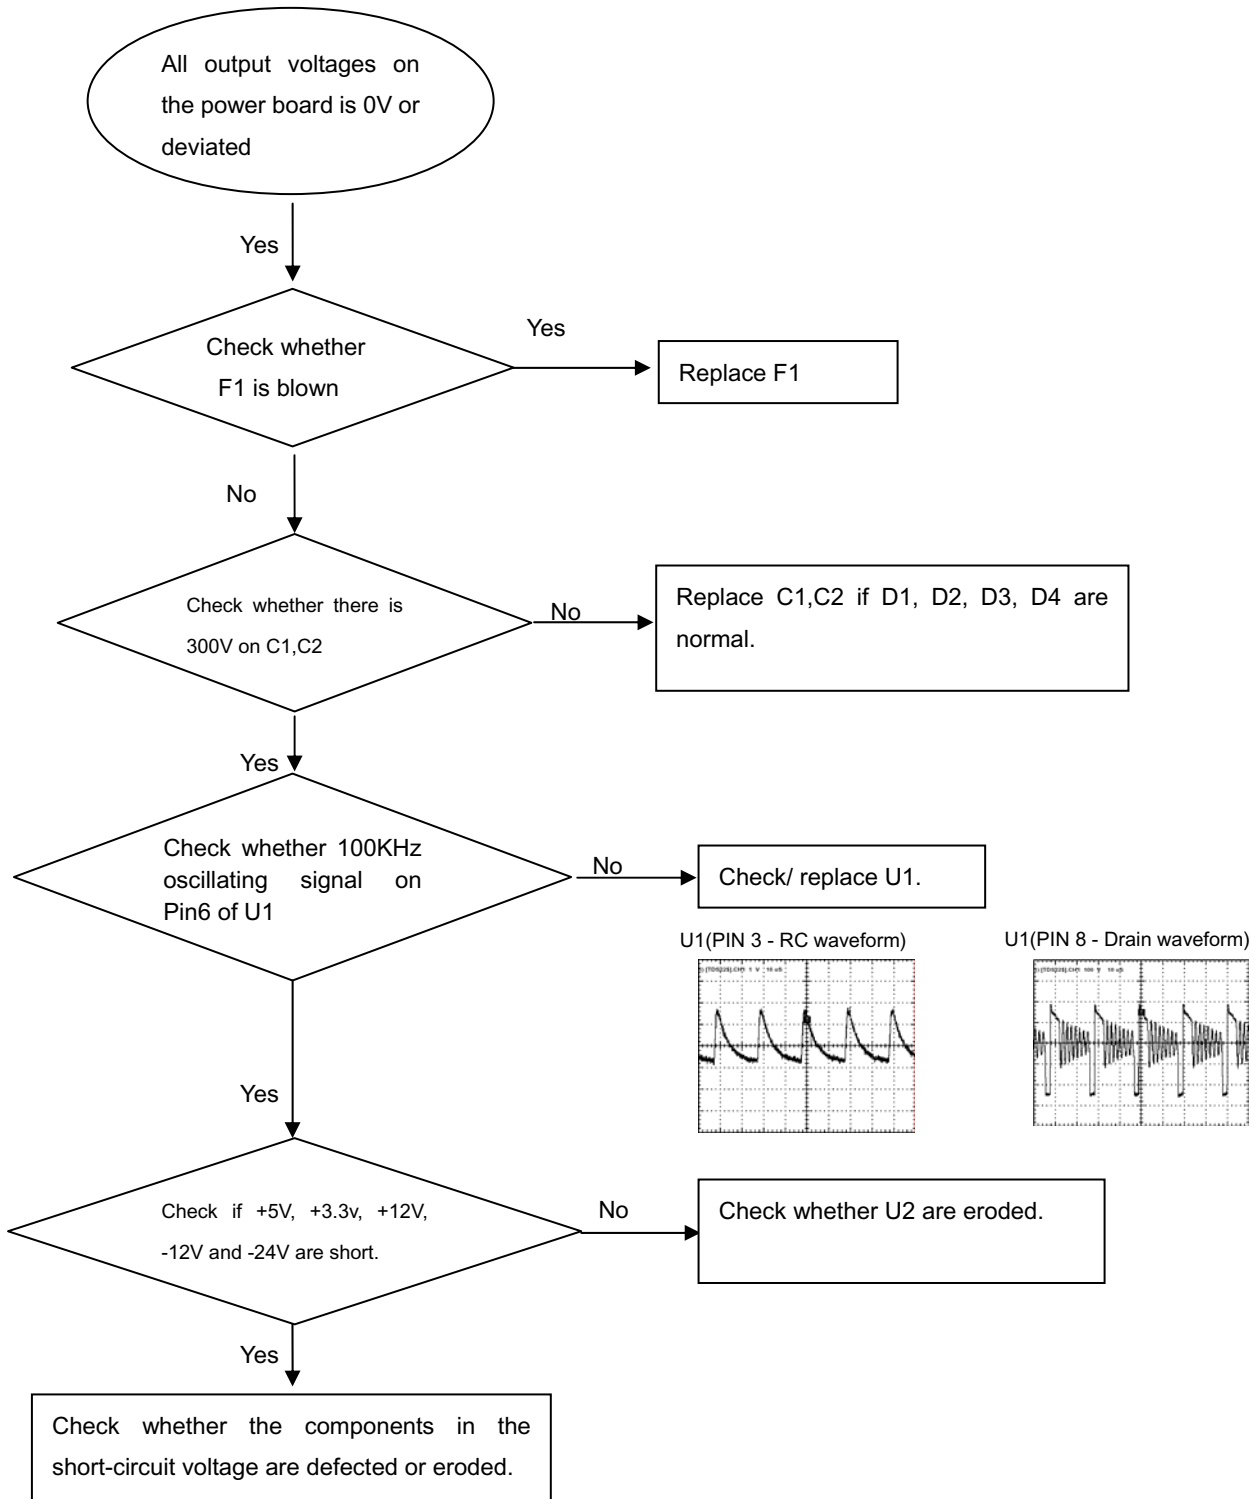 All output voltages on
the power board is 0V or
deviated
Yes
Check whether
F1 is blown
Yes
Replace F1
No
Check whether there is
300V on C1,C2
No
Replace C1,C2 if D1, D2, D3, D4 are
normal.
Yes
Check whether 100KHz
oscillating signal on
Pin6 of U1
No
Check/ replace U1.
U1(PIN 3 - RC waveform)
U1(PIN 8 - Drain waveform)
Yes
Check if +5V, +3.3v, +12V,
-12V and -24V are short.
No
Check whether U2 are eroded.
Yes
Check whether the components in the
short-circuit voltage are defected or eroded.